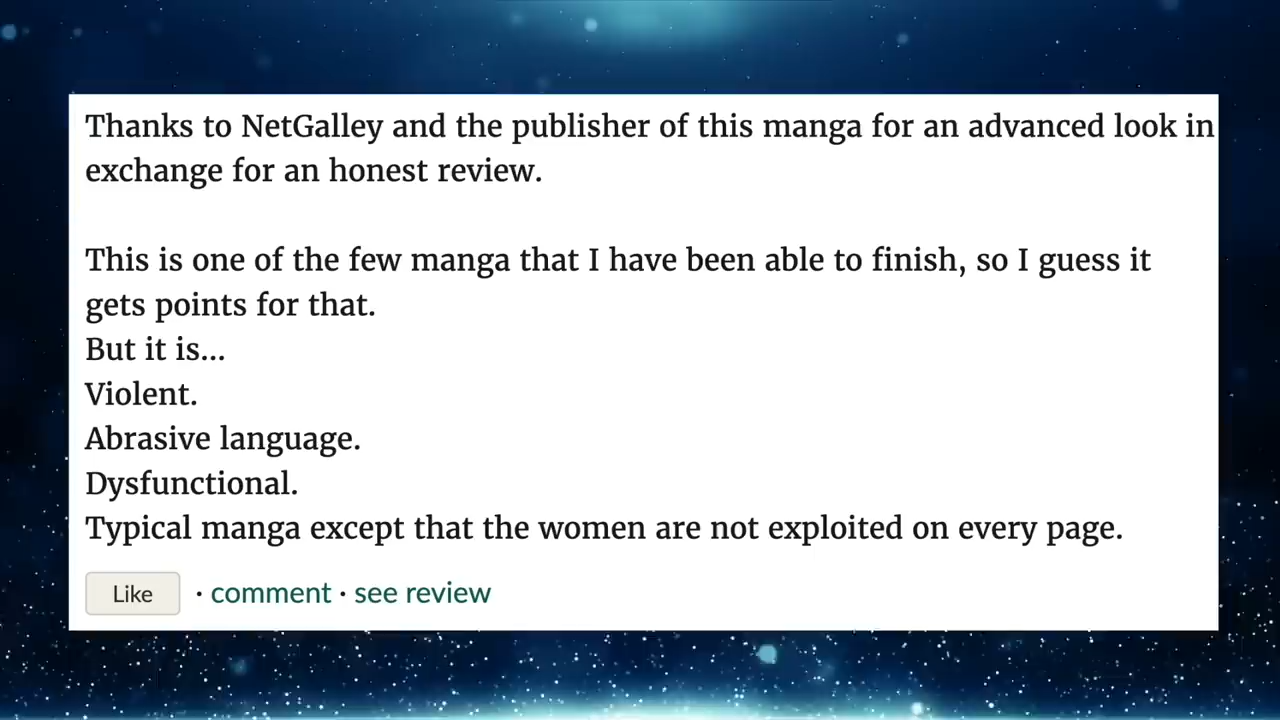 Thanks to NetGalley and the publisher of this manga for an advanced look in
exchange for an honest review.
This is one of the few manga that I have been able to finish, so I guess it
gets points for that.
But it is...
Violent.
Abrasive language.
Dysfunctional.
Typical manga except that the women are not exploited on every page.
Like · comment · see review